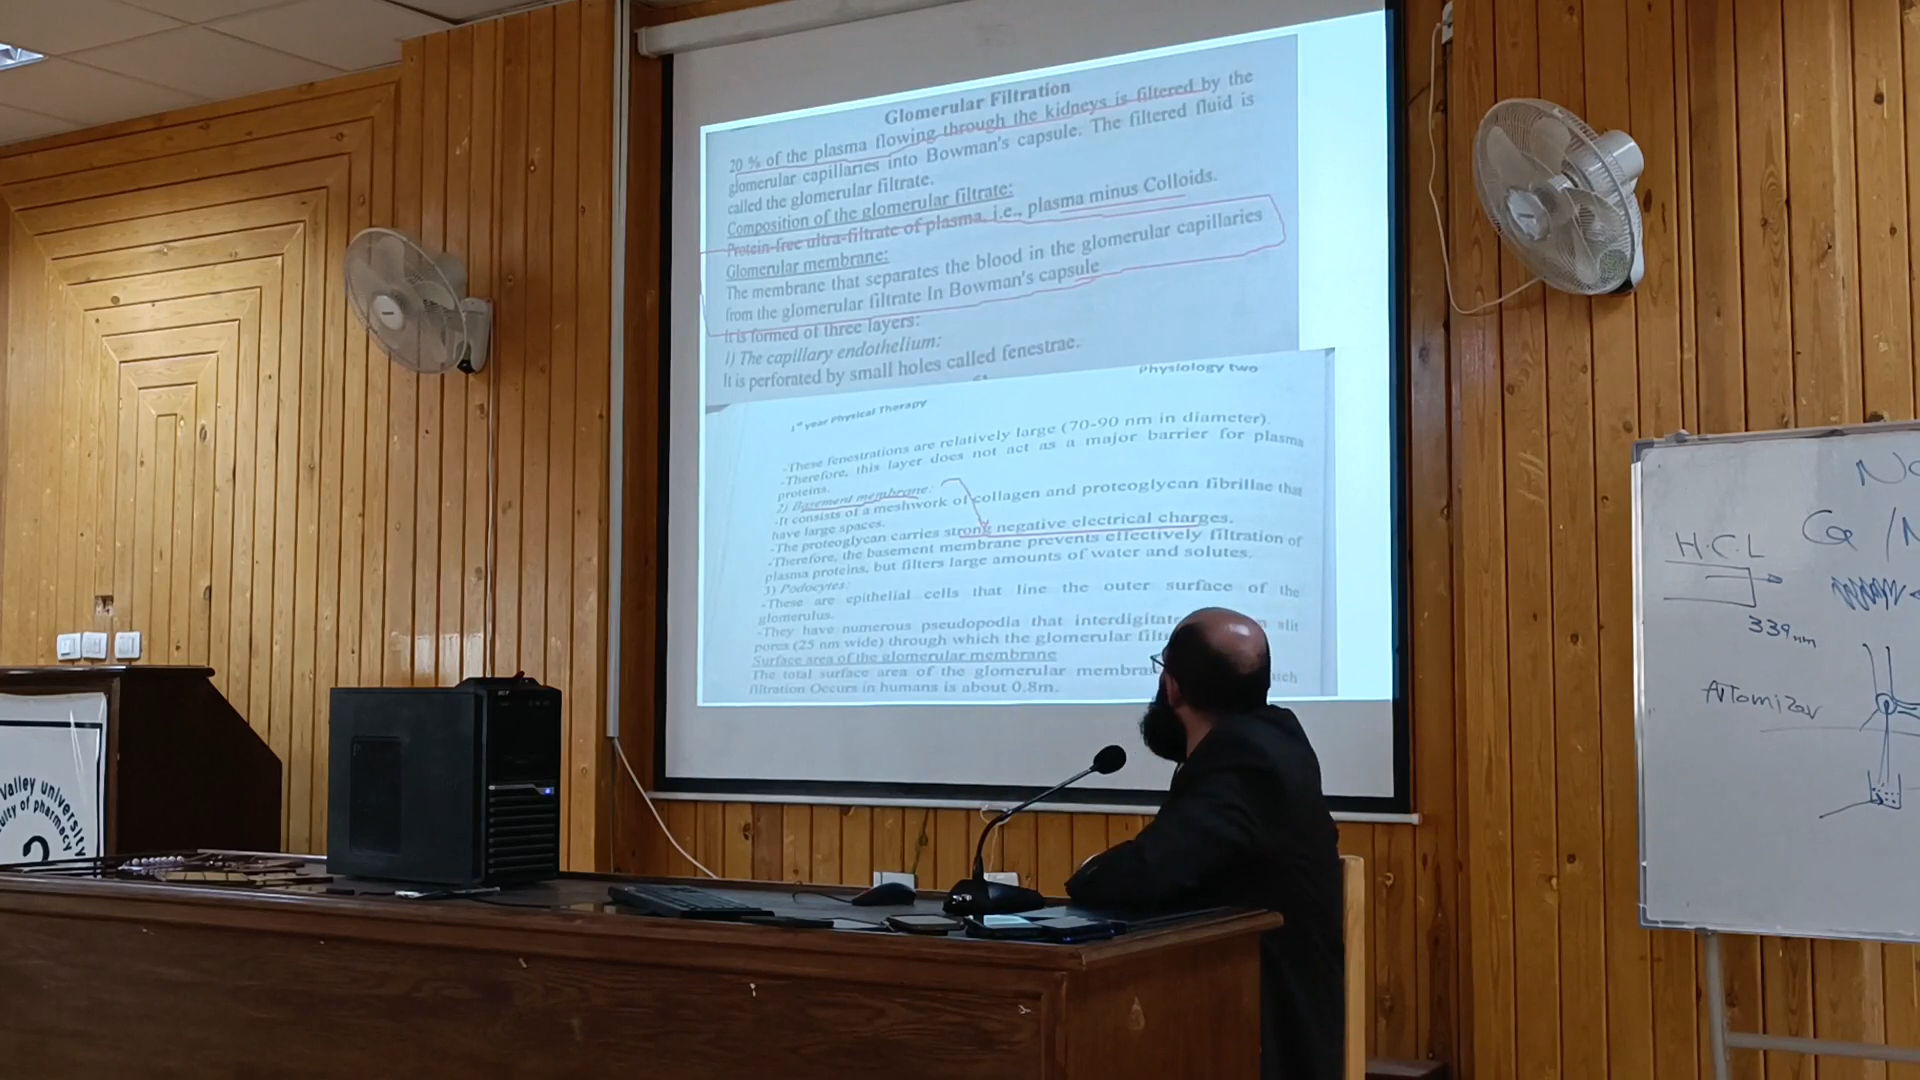 Glomerular Filtration
20 % of the plasma flowing through the kidneys is filtered by the
glomerular capillaries into Bowman's capsule. The filtered fluid is
called the glomerular filtrate.
Composition of the glomerular filtrate:
Protein-free ultra-filtrate of plasma, i.e., plasma minus Colloids.
Glomerular membrane:
The membrane that separates the blood in the glomerular capillaries
from the glomerular filtrate In Bowman's capsule
It is formed of three layers:
1) The capillary endothelium:
It is perforated by small holes called fenestrae.
61
1st year Physical Therapy
Physiology two
-These fenestrations are relatively large (70-90 nm in diameter).
-Therefore, this layer does not act as a major barrier for plasma
proteins.
2) Basement membrane:
-It consists of a meshwork of collagen and proteoglycan fibrillae that
have large spaces.
-The proteoglycan carries strong negative electrical charges.
-Therefore, the basement membrane prevents effectively filtration of
plasma proteins, but filters large amounts of water and solutes.
3) Podocytes:
-These are epithelial cells that line the outer surface of the
glomerulus.
-They have numerous pseudopodia that slit
pores (25 nm wide) through which the glomerular
Surface area of the glomerular membrane
The total surface area of the glomerular
filtration Occurs in humans is about 0.8m.
H.C.L
339 nm
Atomizer
Valley university
of pharmacy